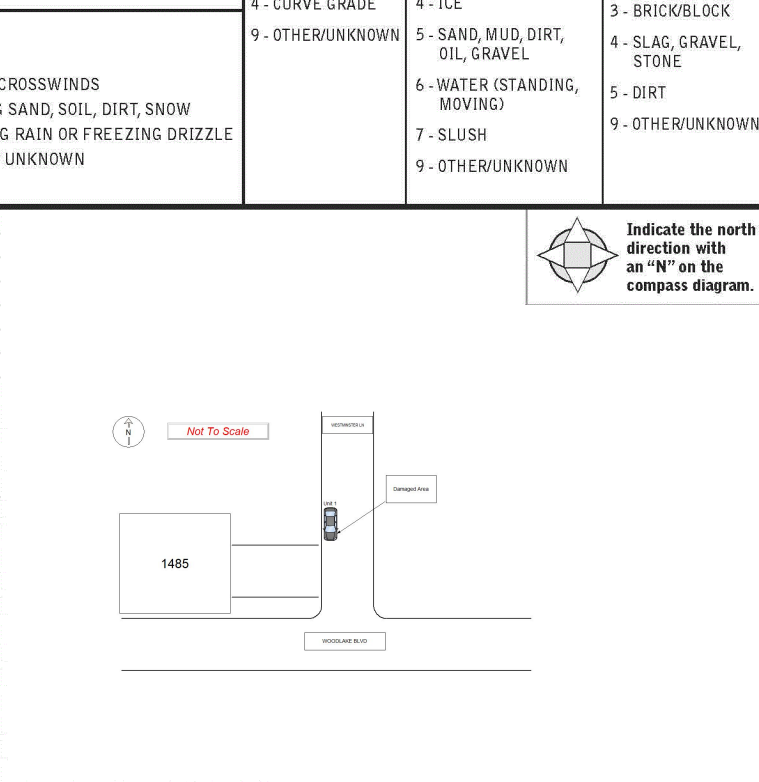 4 - CURVE GRADE
9 - OTHER/UNKNOWN
4 - ICE
5 - SAND, MUD, DIRT,
OIL, GRAVEL
6 - WATER (STANDING,
MOVING)
7 - SLUSH
9 - OTHER/UNKNOWN
3 - BRICK/BLOCK
4 - SLAG, GRAVEL,
STONE
5 - DIRT
9 - OTHER/UNKNOWN
CROSSWINDS
G SAND, SOIL, DIRT, SNOW
G RAIN OR FREEZING DRIZZLE
UNKNOWN
Indicate the north
direction with
an “N” on the
compass diagram.
N
Not To Scale
WESTMINSTER LN
Damaged Area
Unit 1
1485
WOODLAKE BLVD